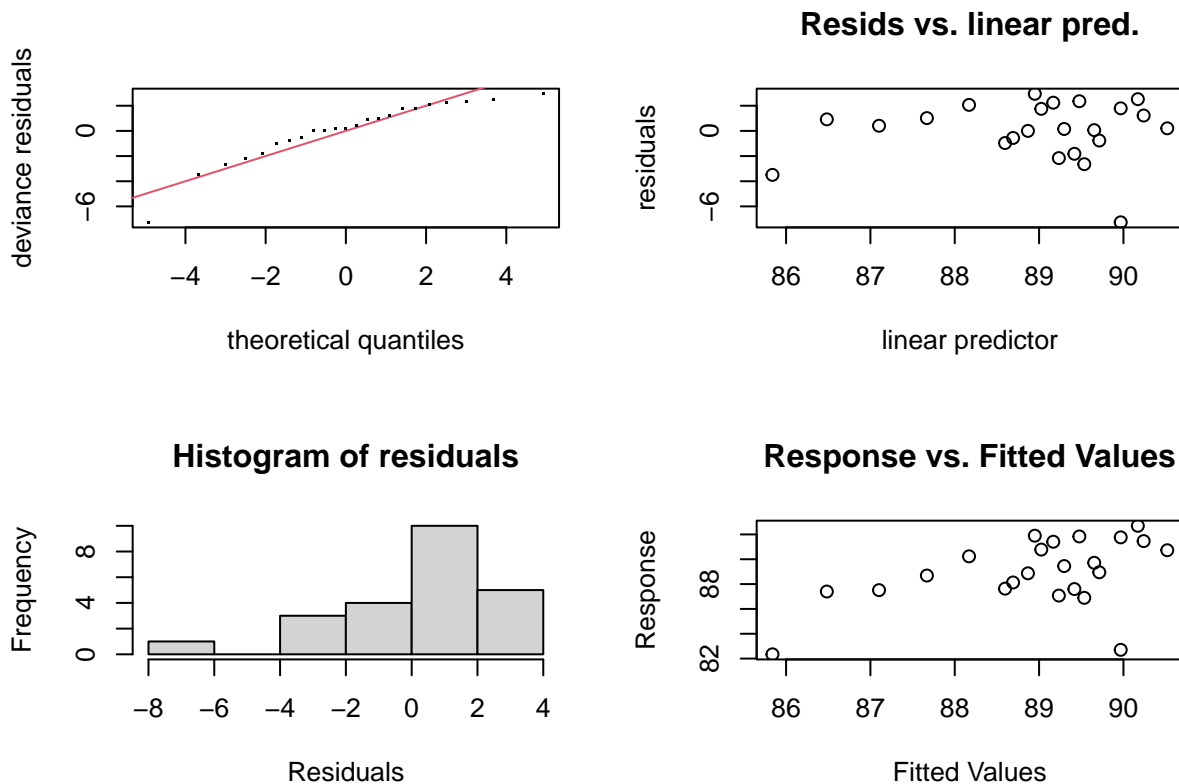 deviance residuals
0
−6
−4
−2
0
2
4
theoretical quantiles
Resids vs. linear pred.
residuals
0
−6
86
87
88
89
90
linear predictor
Histogram of residuals
Frequency
8
4
0
−8
−6
−4
−2
0
2
4
Residuals
Response vs. Fitted Values
Response
88
82
86
87
88
89
90
Fitted Values